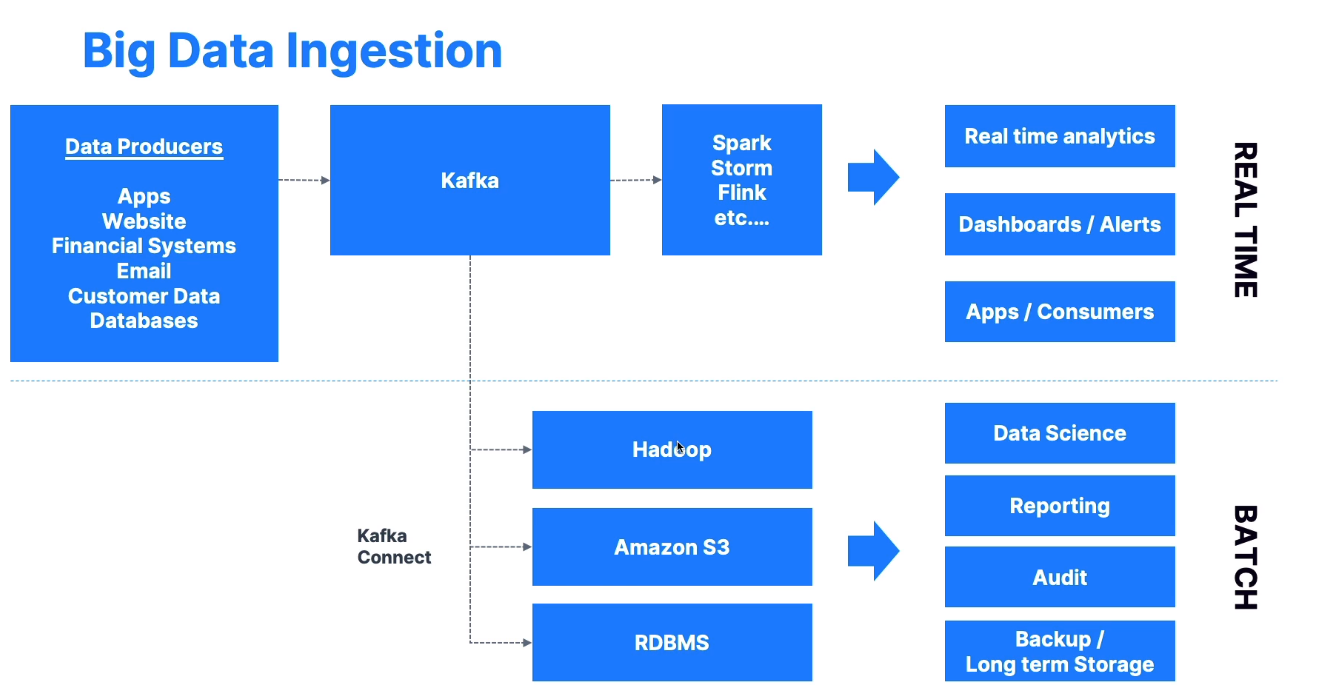 Big Data Ingestion
Data Producers
Apps
Website
Financial Systems
Email
Customer Data
Databases
Kafka
Spark
Storm
Flink
etc....
Real time analytics
Dashboards / Alerts
Apps / Consumers
REAL TIME
Kafka
Connect
Hadoop
Amazon S3
RDBMS
Data Science
Reporting
Audit
Backup /
Long term Storage
BATCH